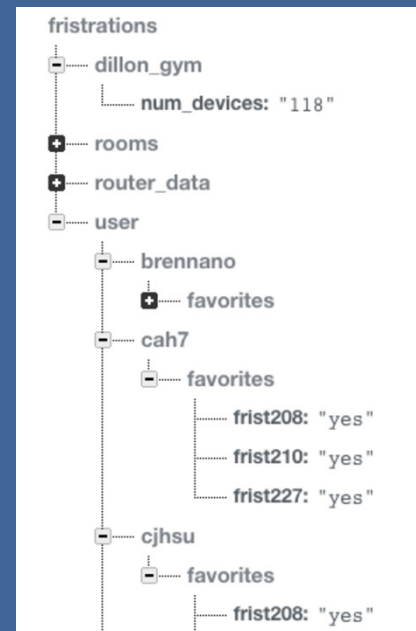 fristrations
dillon_gym
num_devices: "118"
rooms
router_data
user
brennano
favorites
cah7
favorites
frist208: "yes"
frist210: "yes"
frist227: "yes"
cjhsu
favorites
frist208: "yes"